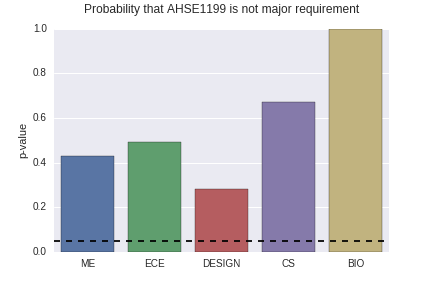 Probability that AHSE1199 is not major requirement
1.0
0.8
0.6
0.4
0.2
0.0
p-value
ME ECE DESIGN CS BIO